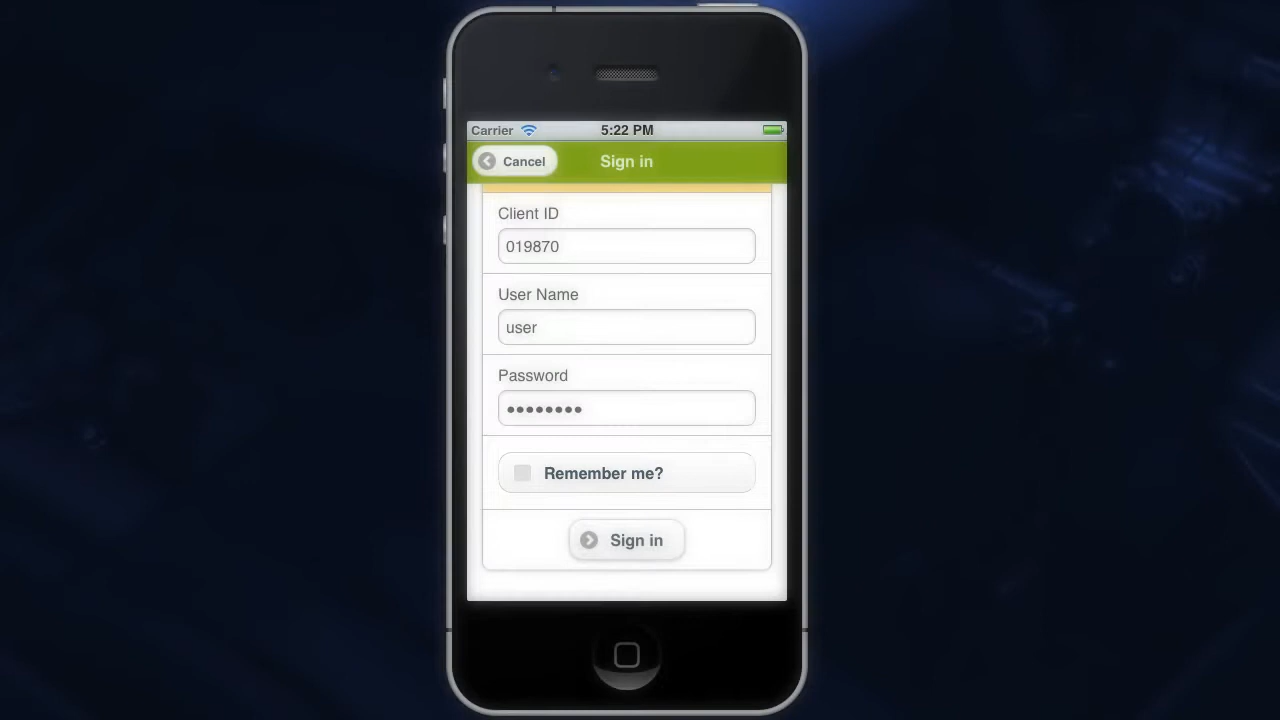 Carrier 5:22 PM
Cancel Sign in
Client ID
019870
User Name
user
Password
••••••••
Remember me?
Sign in